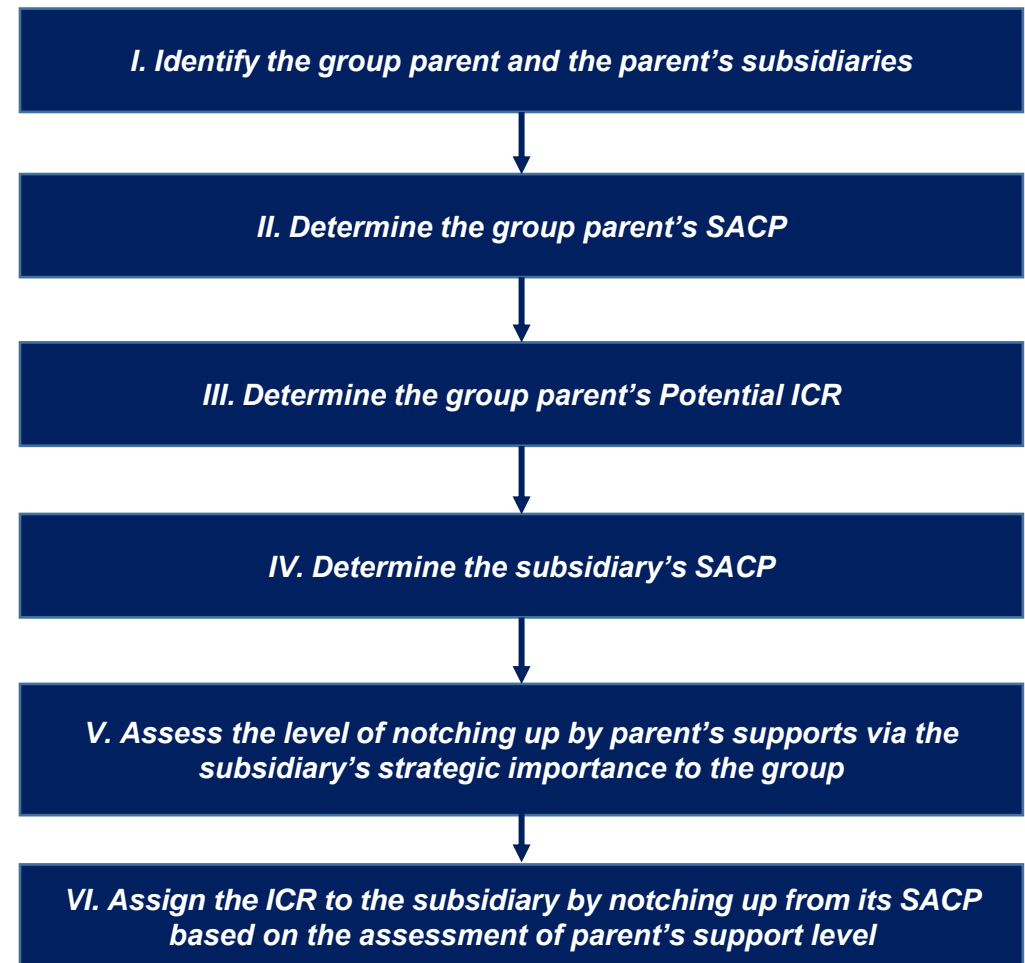 I. Identify the group parent and the parent’s subsidiaries
II. Determine the group parent’s SACP
III. Determine the group parent’s Potential ICR
IV. Determine the subsidiary’s SACP
V. Assess the level of notching up by parent’s supports via the
subsidiary’s strategic importance to the group
VI. Assign the ICR to the subsidiary by notching up from its SACP
based on the assessment of parent’s support level